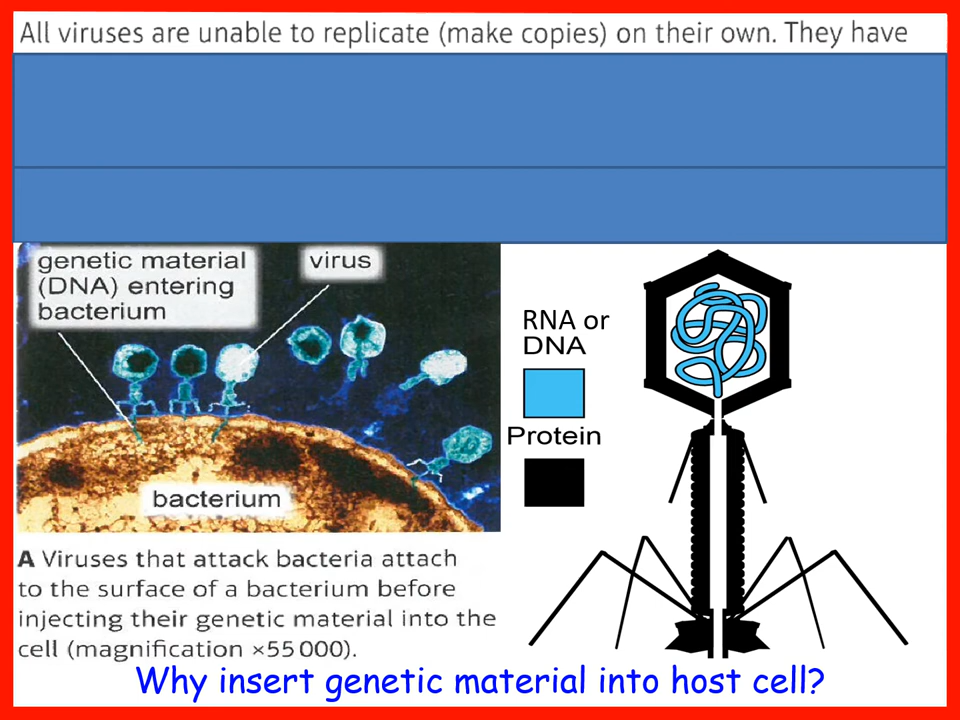 All viruses are unable to replicate (make copies) on their own. They have
genetic material
(DNA) entering
bacterium
virus
bacterium
RNA or
DNA
Protein
A Viruses that attack bacteria attach
to the surface of a bacterium before
injecting their genetic material into the
cell (magnification ×55 000).
Why insert genetic material into host cell?